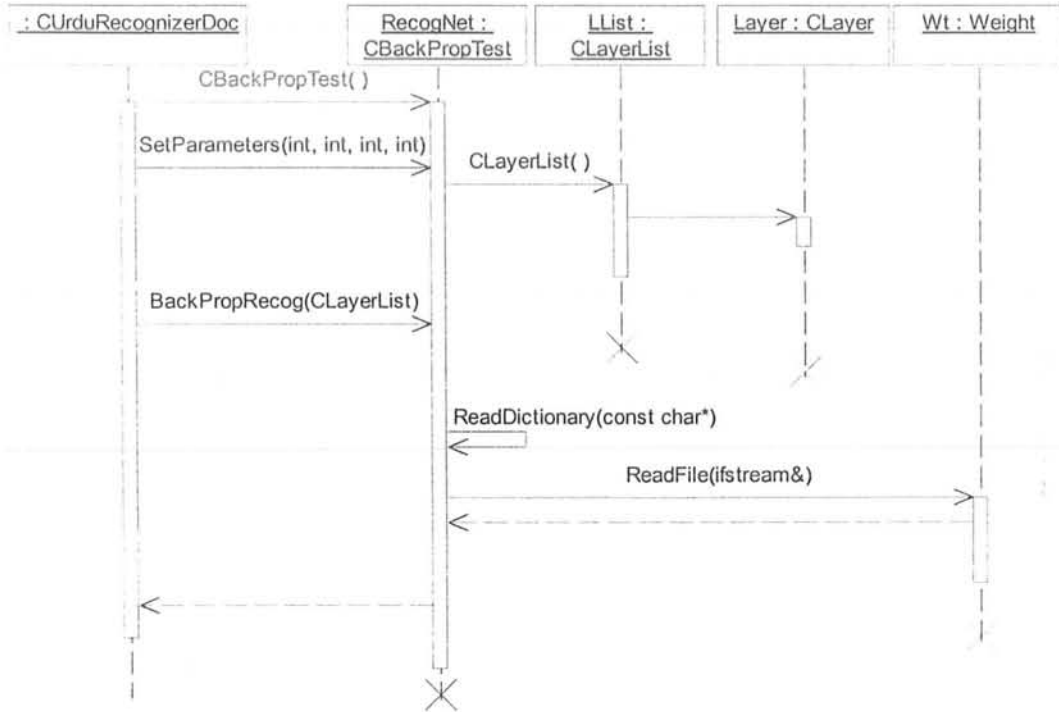 : CUrduRecognizerDoc
RecogNet :
CBackPropTest
LList :
CLayerList
Layer : CLayer
Wt : Weight
CBackPropTest( )
SetParameters(int, int, int, int)
CLayerList( )
BackPropRecog(CLayerList)
ReadDictionary(const char*)
ReadFile(ifstream&)